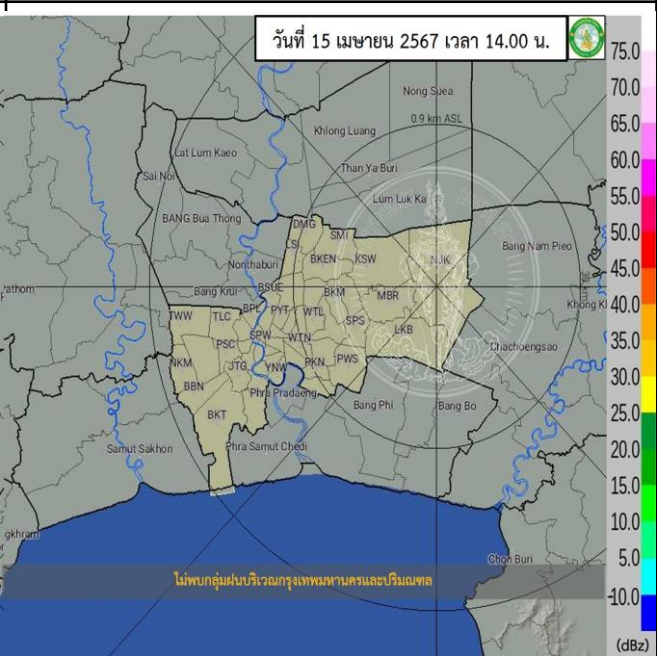 วันที่ 15 เมษายน 2567 เวลา 14.00 น.
75.0
70.0
65.0
60.0
55.0
50.0
45.0
40.0
35.0
30.0
25.0
20.0
15.0
10.0
5.0
-10.0
(dBz)
Nong Suea
0.9 km ASL
Khlong Luang
Lat Lum Kaeo
Than Ya Buri
Sai Noi
Lum Luk Ka
BANG Bua Thong
DMG
SMI
LSI
Bang Nam Pieo
Nonthaburi
BKEN
KSW
NJK
Bang Krui
BSUE
BKM
MBR
Khong Kh
TWW
TLC
BPL
PYT
WTL
SPS
LKB
SPW
WTN
PSC
Chachoengsao
NKM
JTG
YNW
PKN
PWS
BBN
Phra Pradaeng
BKT
Bang Phi
Bang Bo
Samut Sakhon
Phra Samut Chedi
gkhram
Chon Buri
ไม่พบกลุ่มฝนบริเวณกรุงเทพมหานครและปริมณฑล